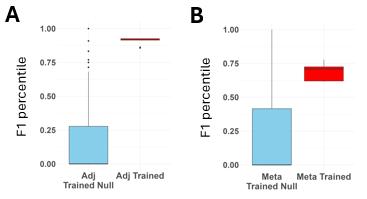 A
F1 percentile
1.00
0.75
0.50
0.25
0.00
Adj
Trained Null
Adj Trained
B
F1 percentile
1.00
0.75
0.50
0.25
0.00
Meta
Trained Null
Meta Trained